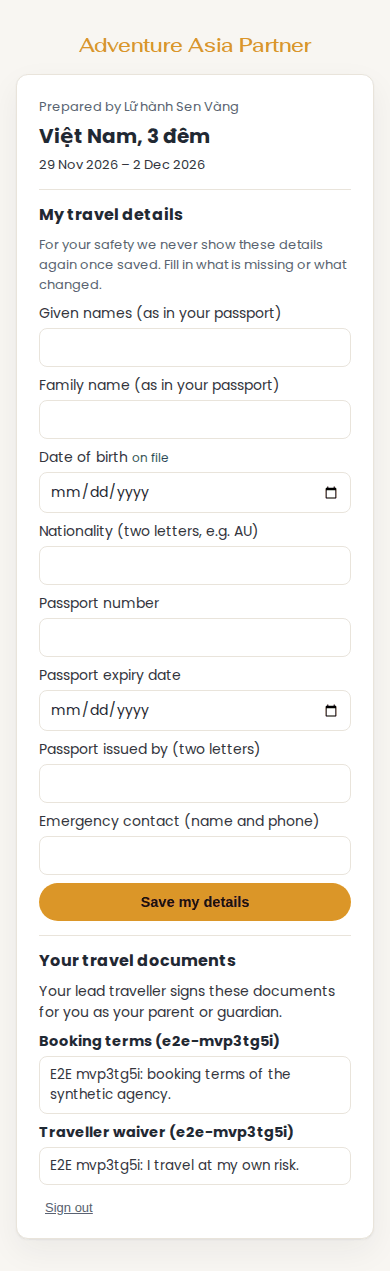 Adventure Asia Partner
Prepared by Lữ hành Sen Vàng
Việt Nam, 3 đêm
29 Nov 2026 – 2 Dec 2026
My travel details
For your safety we never show these details
again once saved. Fill in what is missing or what
changed.
Given names (as in your passport)
Family name (as in your passport)
Date of birth on file
mm/dd/yyyy
Nationality (two letters, e.g. AU)
Passport number
Passport expiry date
mm/dd/yyyy
Passport issued by (two letters)
Emergency contact (name and phone)
Save my details
Your travel documents
Your lead traveller signs these documents
for you as your parent or guardian.
Booking terms (e2e-mvp3tg5i)
E2E mvp3tg5i: booking terms of the
synthetic agency.
Traveller waiver (e2e-mvp3tg5i)
E2E mvp3tg5i: I travel at my own risk.
Sign out